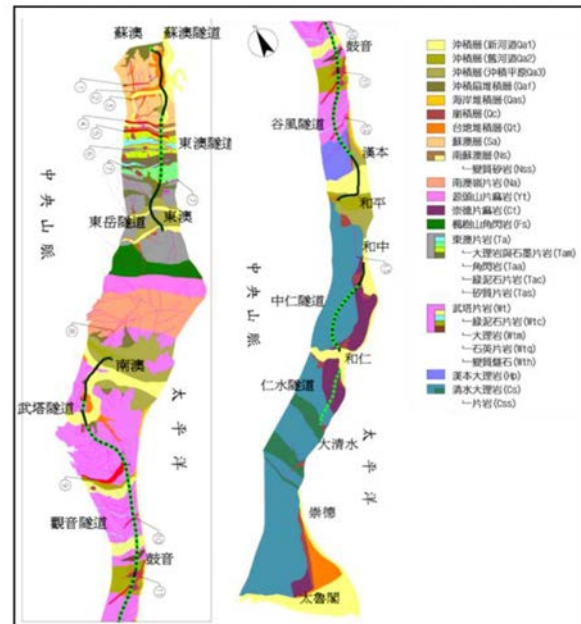 蘇澳
蘇澳隧道
東澳隧道
中央山脈
東岳隧道
東澳
南澳
武塔隧道
太平洋
觀音隧道
鼓音
鼓音
谷風隧道
漢本
和平
和中
中央山脈
中仁隧道
和仁
仁水隧道
大清水
太平洋
崇德
太魯閣
沖積層(新河道Qa1)
沖積層(舊河道Qa2)
沖積層(沖積平原Qa3)
沖積扇堆積層(Qaf)
海岸堆積層(Qas)
崩積層(Qc)
台地堆積層(Qt)
蘇澳層(Sa)
南蘇澳層(Ns)
變質砂岩(Nss)
南澳嶺片岩(Na)
源頭山片麻岩(Yt)
崇德片麻岩(Ct)
楓樹山角閃岩(Fs)
東澳片岩(Ta)
大理岩與石墨片岩(Tam)
角閃岩(Taa)
綠泥石片岩(Tac)
矽質片岩(Tas)
武塔片岩(Wt)
綠泥石片岩(Wtc)
大理岩(Wtm)
石英片岩(Wtq)
變質燧石(Wth)
漢本大理岩(Hp)
清水大理岩(Cs)
片岩(Css)